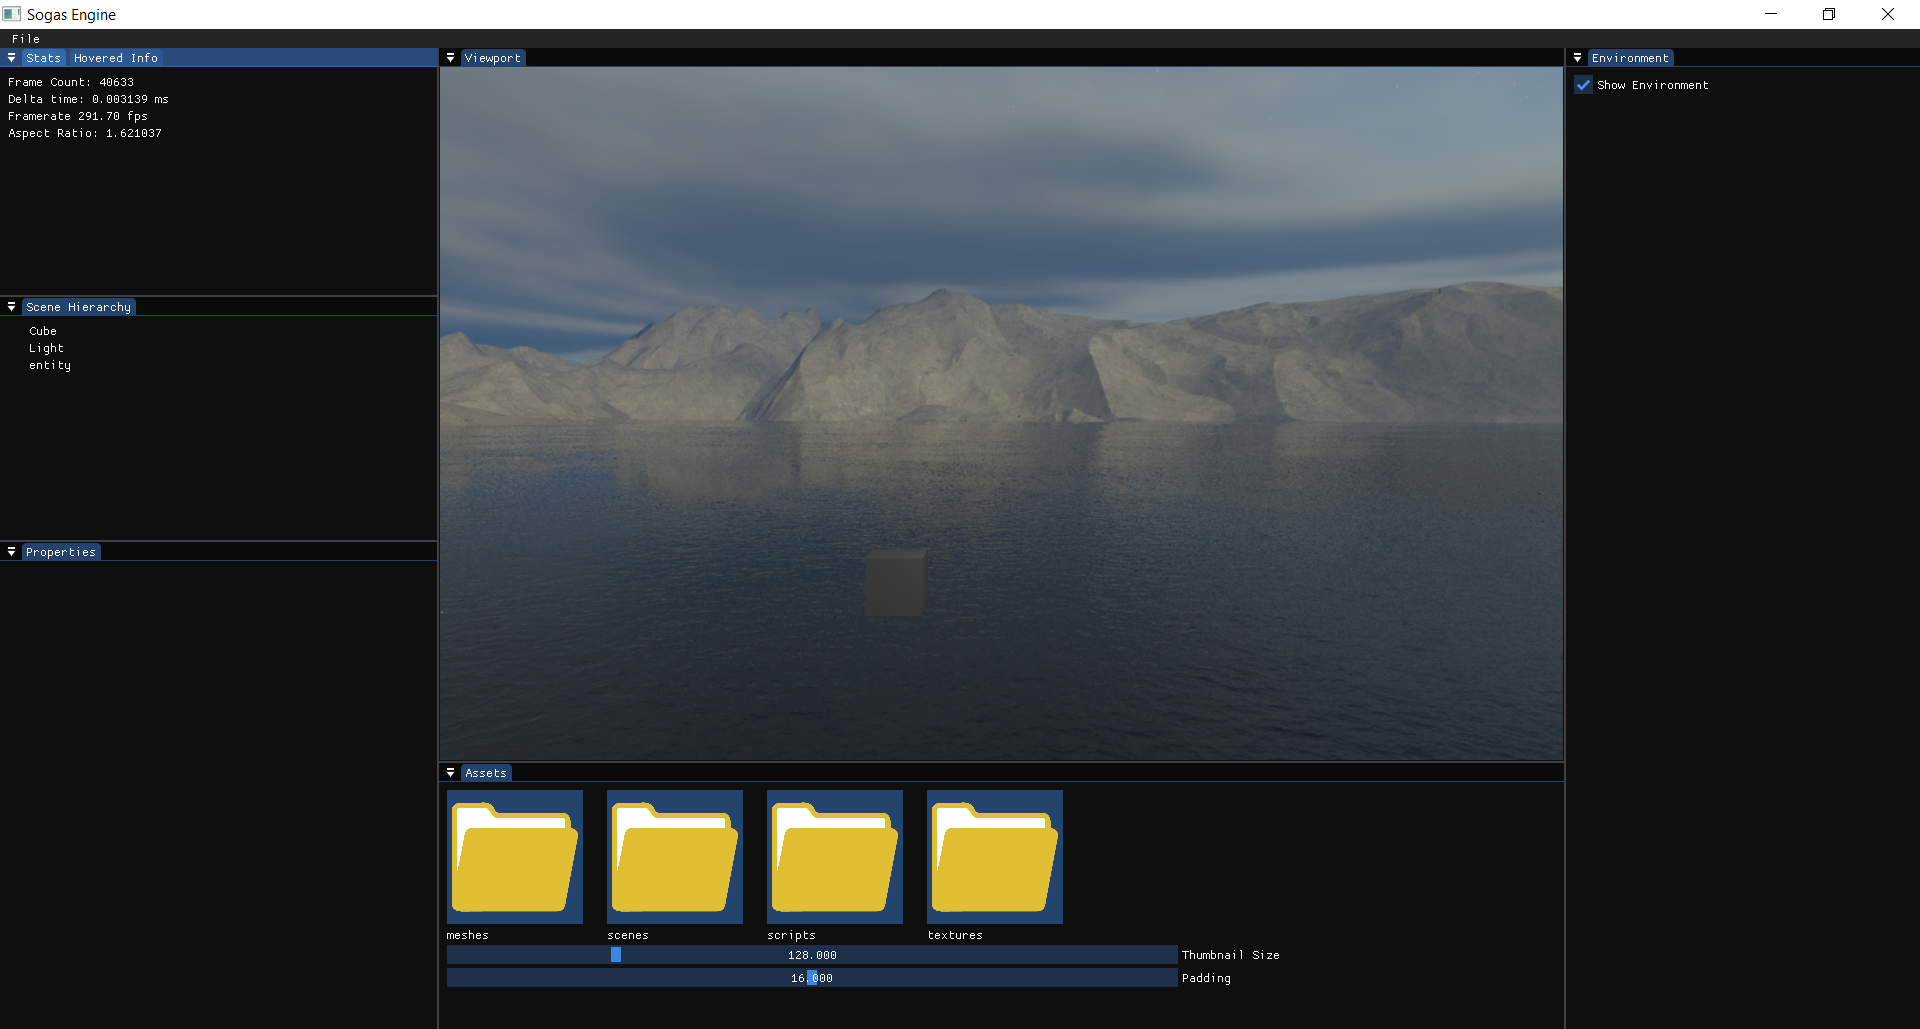 Sogas Engine
File
Stats Hovered Info
Frame Count: 40633
Delta time: 0.003139 ms
Framerate 291.70 fps
Aspect Ratio: 1.621037
Scene Hierarchy
Cube
Light
entity
Properties
Viewport
Assets
meshes scenes scripts textures
128.000 Thumbnail Size
16.000 Padding
Environment
Show Environment